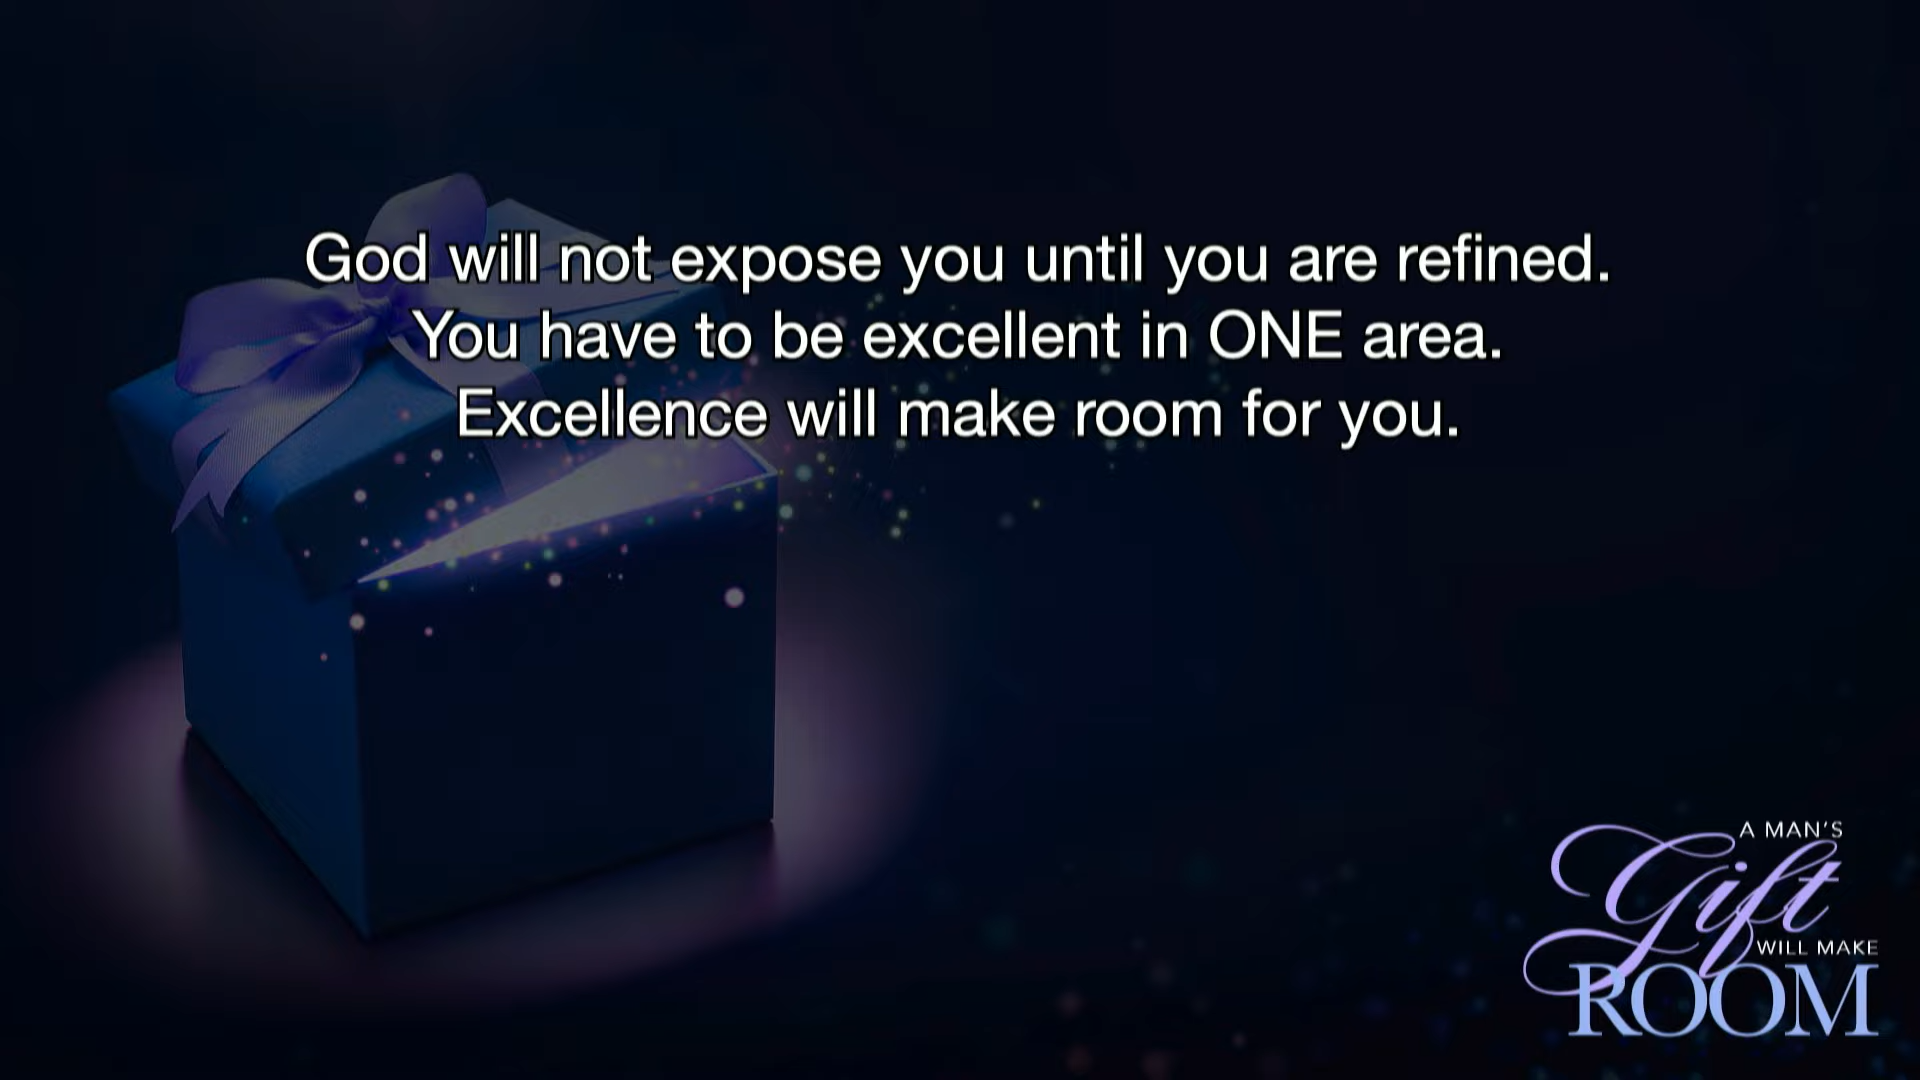 God will not expose you until you are refined.
You have to be excellent in ONE area.
Excellence will make room for you.
A MAN'S
Gift
WILL MAKE
ROOM